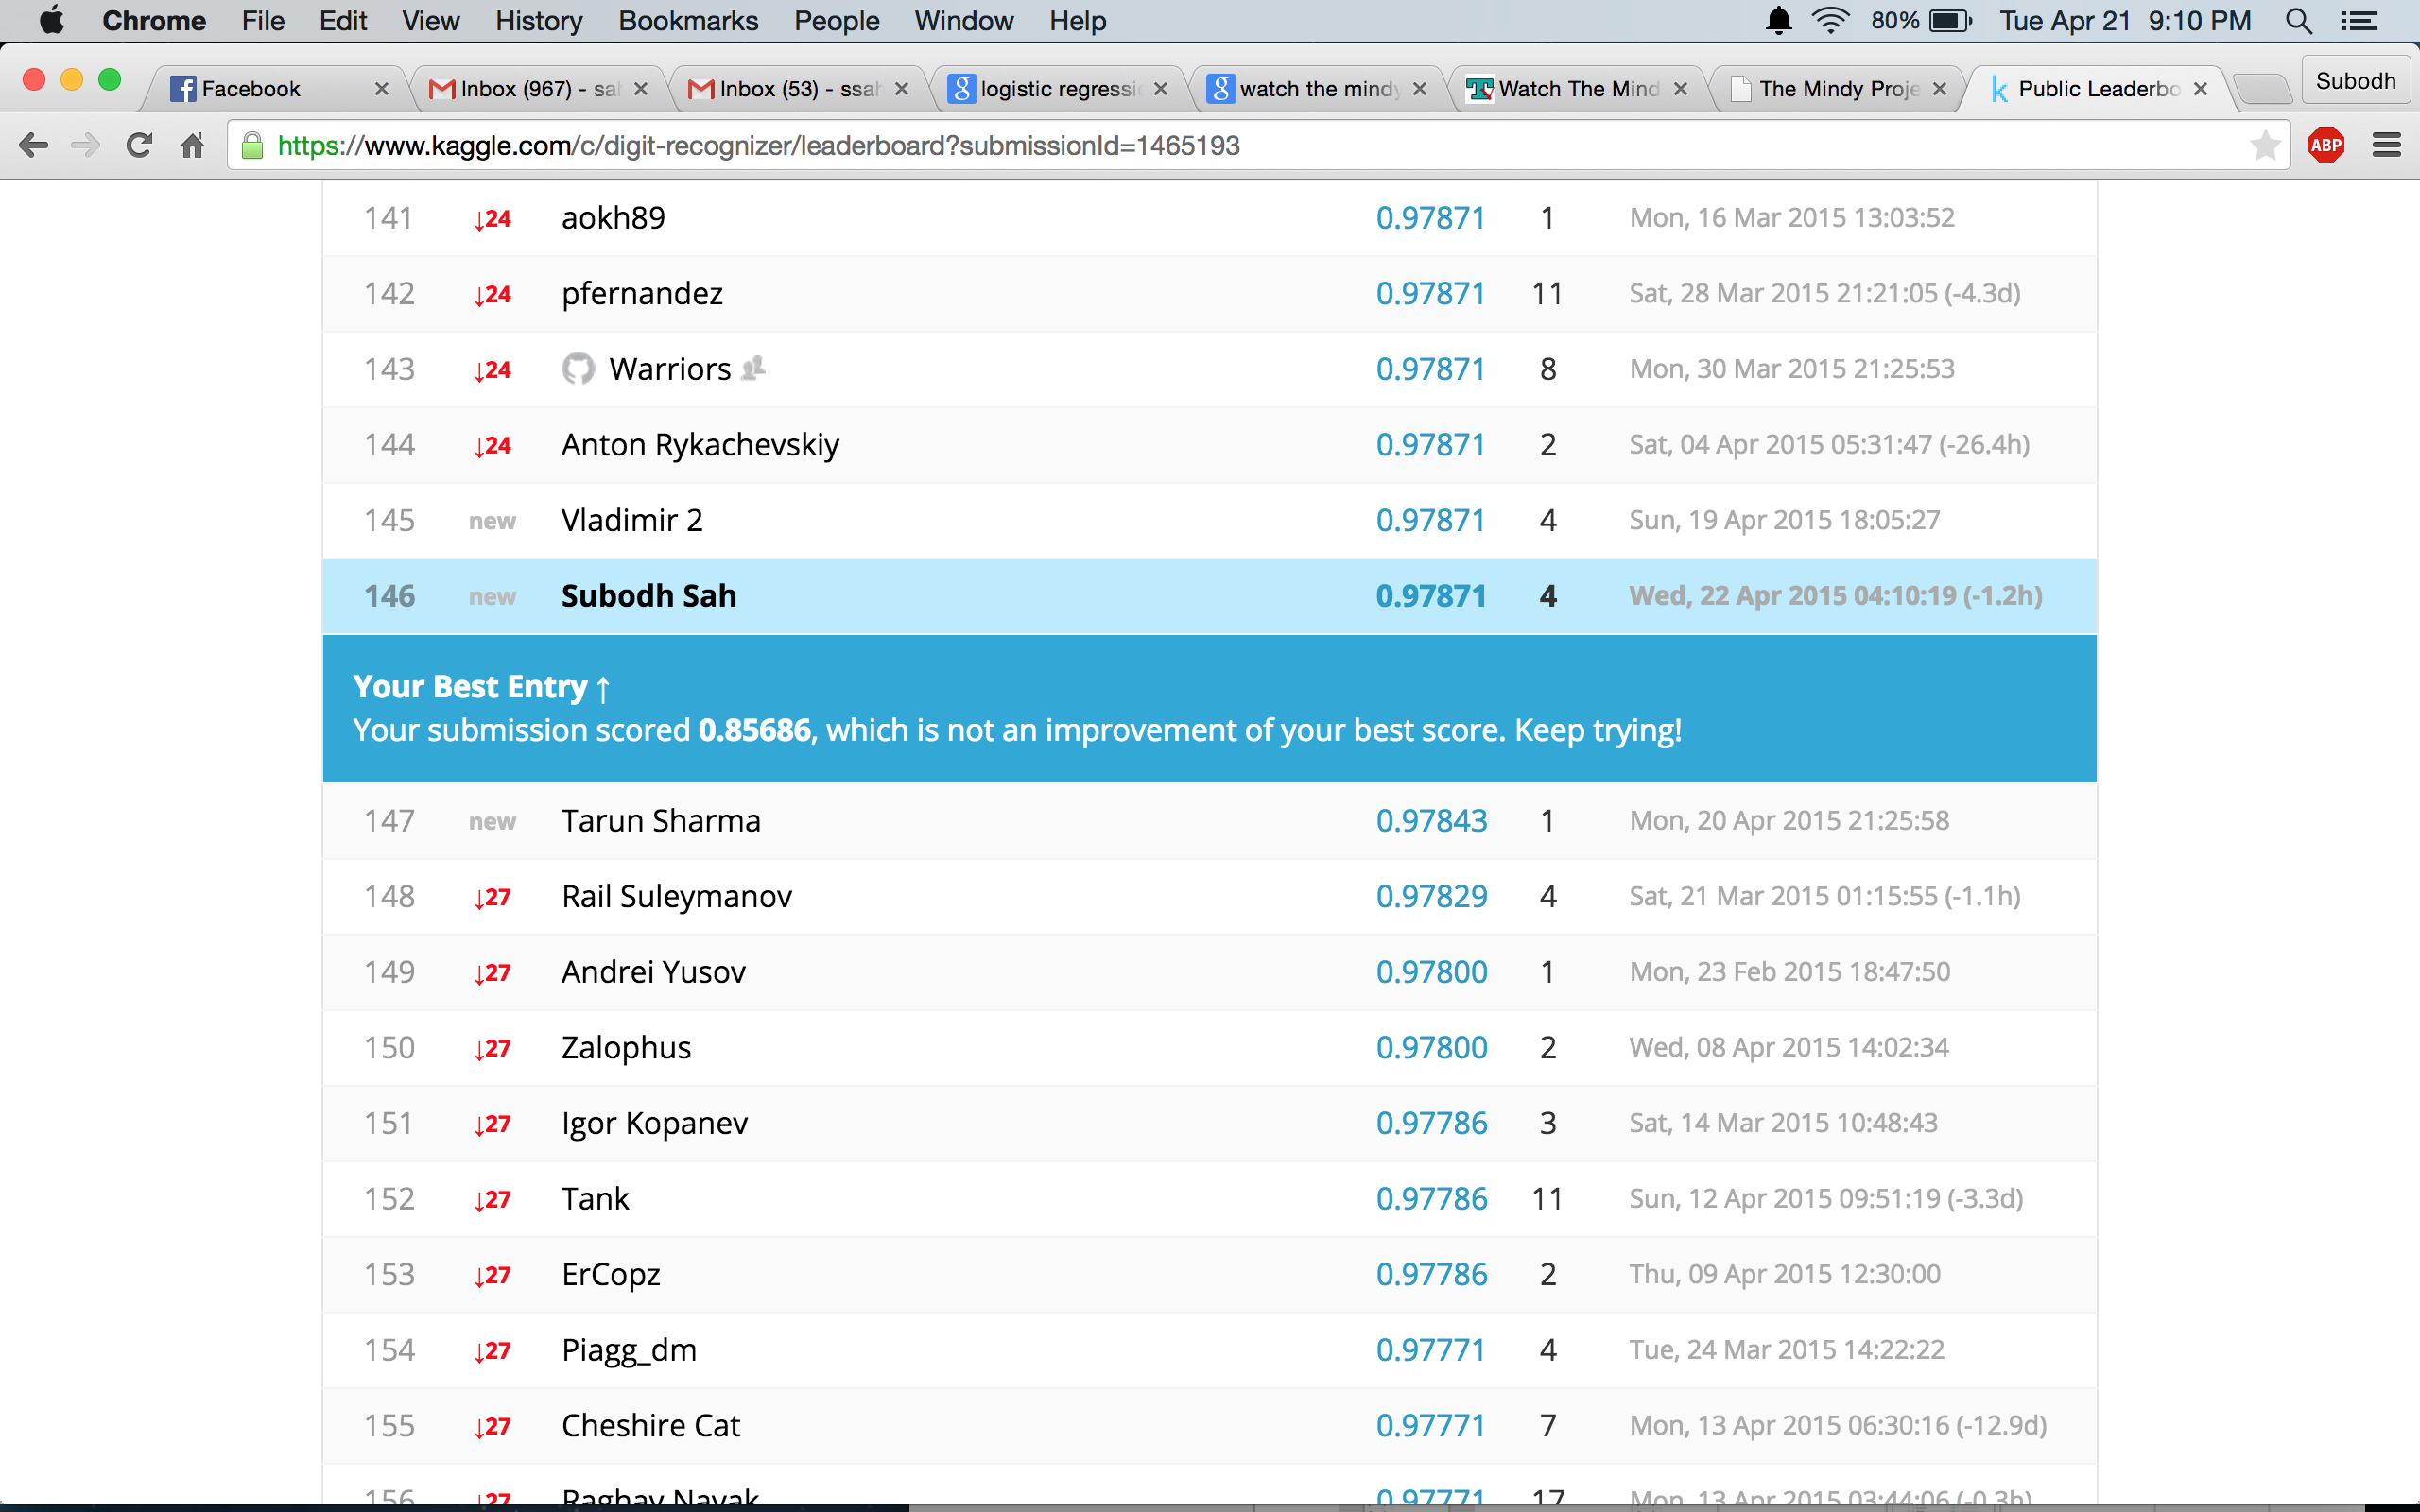 Chrome File Edit View History Bookmarks People Window Help 80% Tue Apr 21 9:10 PM
Facebook Inbox (967) - sah Inbox (53) - ssah logistic regressi watch the mindy Watch The Mind The Mindy Proje Public Leaderbo Subodh
https://www.kaggle.com/c/digit-recognizer/leaderboard?submissionId=1465193 ABP
141 ↓24 aokh89 0.97871 1 Mon, 16 Mar 2015 13:03:52
142 ↓24 pfernandez 0.97871 11 Sat, 28 Mar 2015 21:21:05 (-4.3d)
143 ↓24 Warriors 0.97871 8 Mon, 30 Mar 2015 21:25:53
144 ↓24 Anton Rykachevskiy 0.97871 2 Sat, 04 Apr 2015 05:31:47 (-26.4h)
145 new Vladimir 2 0.97871 4 Sun, 19 Apr 2015 18:05:27
146 new Subodh Sah 0.97871 4 Wed, 22 Apr 2015 04:10:19 (-1.2h)
Your Best Entry ↑
Your submission scored 0.85686, which is not an improvement of your best score. Keep trying!
147 new Tarun Sharma 0.97843 1 Mon, 20 Apr 2015 21:25:58
148 ↓27 Rail Suleymanov 0.97829 4 Sat, 21 Mar 2015 01:15:55 (-1.1h)
149 ↓27 Andrei Yusov 0.97800 1 Mon, 23 Feb 2015 18:47:50
150 ↓27 Zalophus 0.97800 2 Wed, 08 Apr 2015 14:02:34
151 ↓27 Igor Kopanev 0.97786 3 Sat, 14 Mar 2015 10:48:43
152 ↓27 Tank 0.97786 11 Sun, 12 Apr 2015 09:51:19 (-3.3d)
153 ↓27 ErCopz 0.97786 2 Thu, 09 Apr 2015 12:30:00
154 ↓27 Piagg_dm 0.97771 4 Tue, 24 Mar 2015 14:22:22
155 ↓27 Cheshire Cat 0.97771 7 Mon, 13 Apr 2015 06:30:16 (-12.9d)
156 ↓27 Raghav Nayak 0.97771 17 Mon, 13 Apr 2015 03:44:06 (-0.3h)